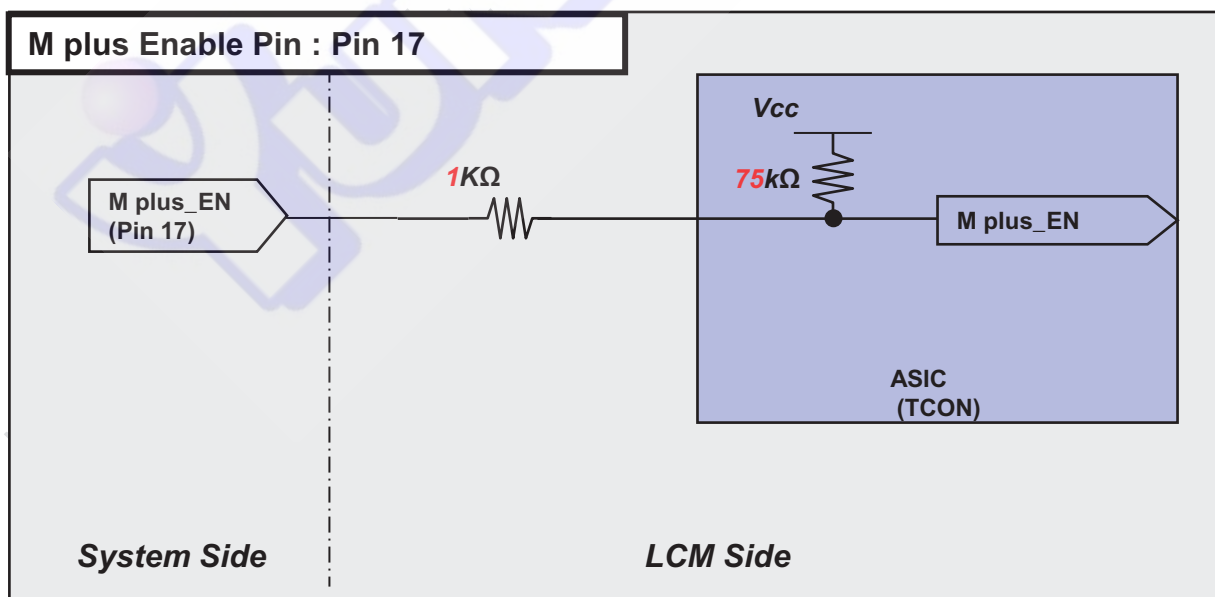 M plus Enable Pin : Pin 17
Vcc
1KΩ
75kΩ
M plus_EN
(Pin 17)
M plus_EN
ASIC
(TCON)
System Side
LCM Side